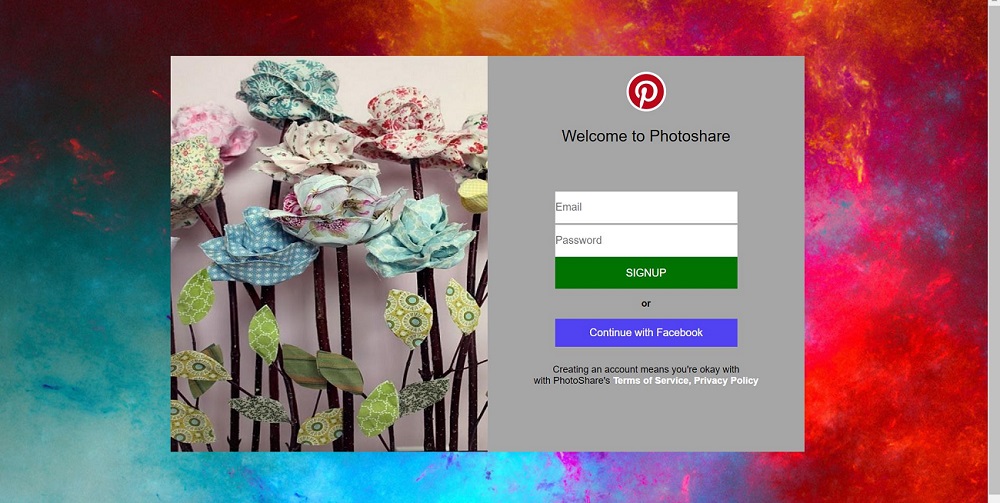 Welcome to Photoshare
Email
Password
SIGNUP
or
Continue with Facebook
Creating an account means you're okay with
with PhotoShare's Terms of Service, Privacy Policy